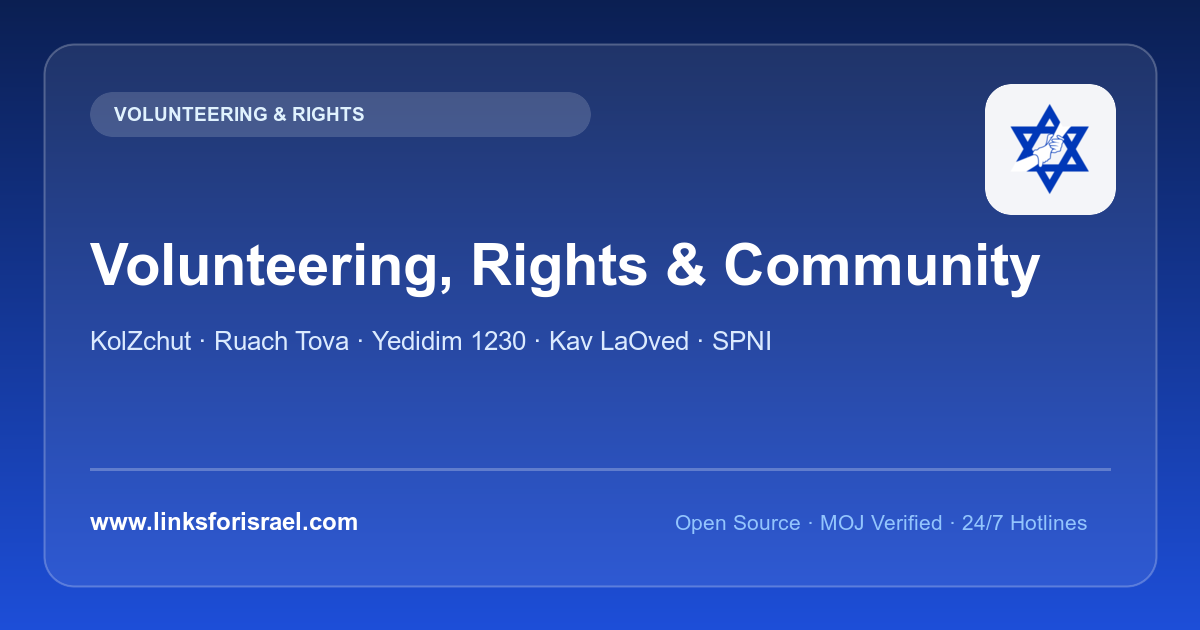 VOLUNTEERING & RIGHTS
Volunteering, Rights & Community
KolZchut · Ruach Tova · Yedidim 1230 · Kav LaOved · SPNI
www.linksforisrael.com
Open Source · MOJ Verified · 24/7 Hotlines